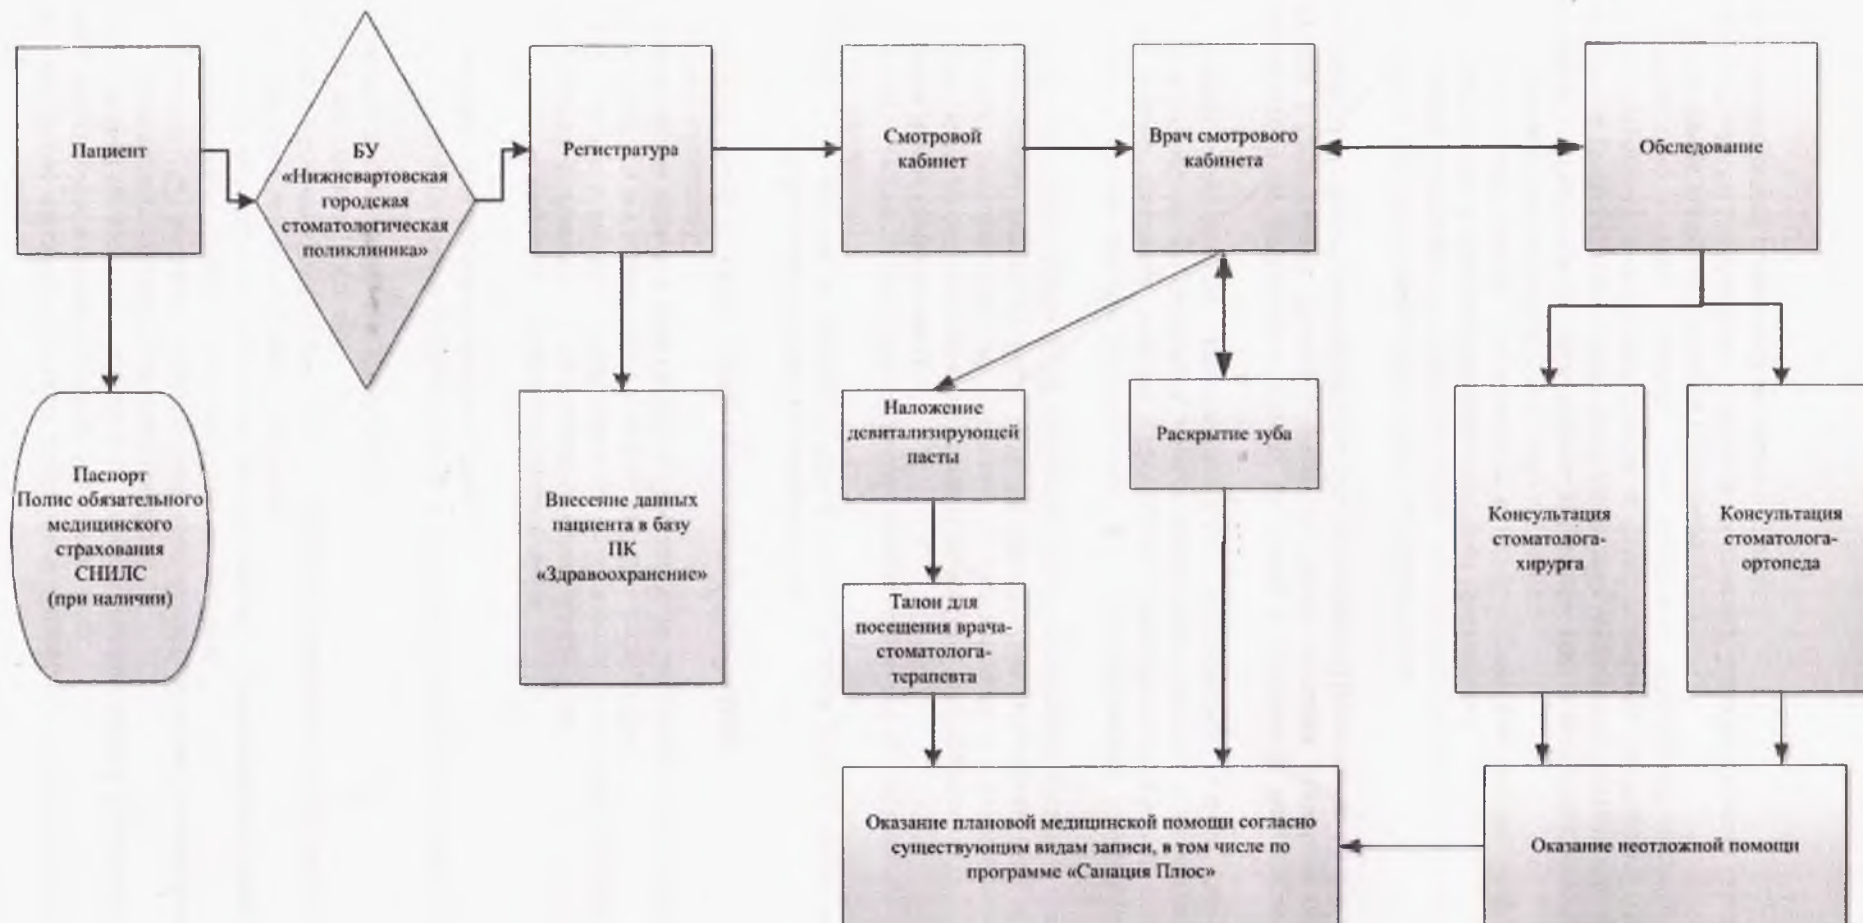 Пациент
БУ
«Нижневартовская
городская
стоматологическая
поликлиника»
Регистратура
Смотровой
кабинет
Врач смотрового
кабинета
Обследование
Паспорт
Полис обязательного
медицинского
страхования
СНИЛС
(при наличии)
Внесение данных
пациента в базу
ПК
«Здравоохранение»
Наложение
девитализирующей
пасты
Раскрытие зуба
Талон для
посещения врача-
стоматолога-
терапевта
Консультация
стоматолога-
хирурга
Консультация
стоматолога-
ортопеда
Оказание плановой медицинской помощи согласно
существующим видам записи, в том числе по
программе «Санация Плюс»
Оказание неотложной помощи